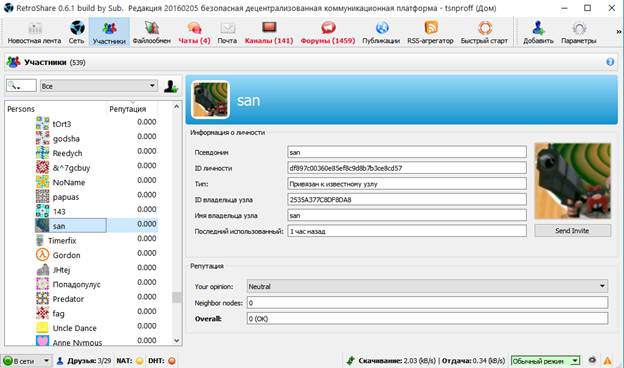 RetroShare 0.6.1 build by Sub. Редакция 20160205 безопасная децентрализованная коммуникационная платформа - tsnproff (Дом)
Новостная лента Сеть Участники Файлообмен Чаты (4) Почта Каналы (141) Форумы (1459) Публикации RSS-агрегатор Быстрый старт Добавить Параметры
Участники (539)
Все
Persons Репутация
tOrt3 0.000
godsha 0.000
Reedych 0.000
&^7gcbuy 0.000
NoName 0.000
papuas 0.000
143 0.000
san 0.000
Timerfix 0.000
Gordon 0.000
JHtej 0.000
Попадопулус 0.000
Predator 0.000
fag 0.000
Uncle Dance 0.000
Anne Nymous 0.000
san
Информация о личности
Псевдоним san
ID личности df897c00360e85ef8c9d8b7b3ce8cd57
Тип: Привязан к известному узлу
ID владельца узла 2535A377C8DF8DA8
Имя владельца узла san
Последний использованный: 1 час назад
Send Invite
Репутация
Your opinion: Neutral
Neighbor nodes: 0
Overall: 0 (OK)
В сети Друзья: 3/29 NAT: DHT: Скачивание: 2.03 (kB/s) | Отдача: 0.34 (kB/s) Обычный режим